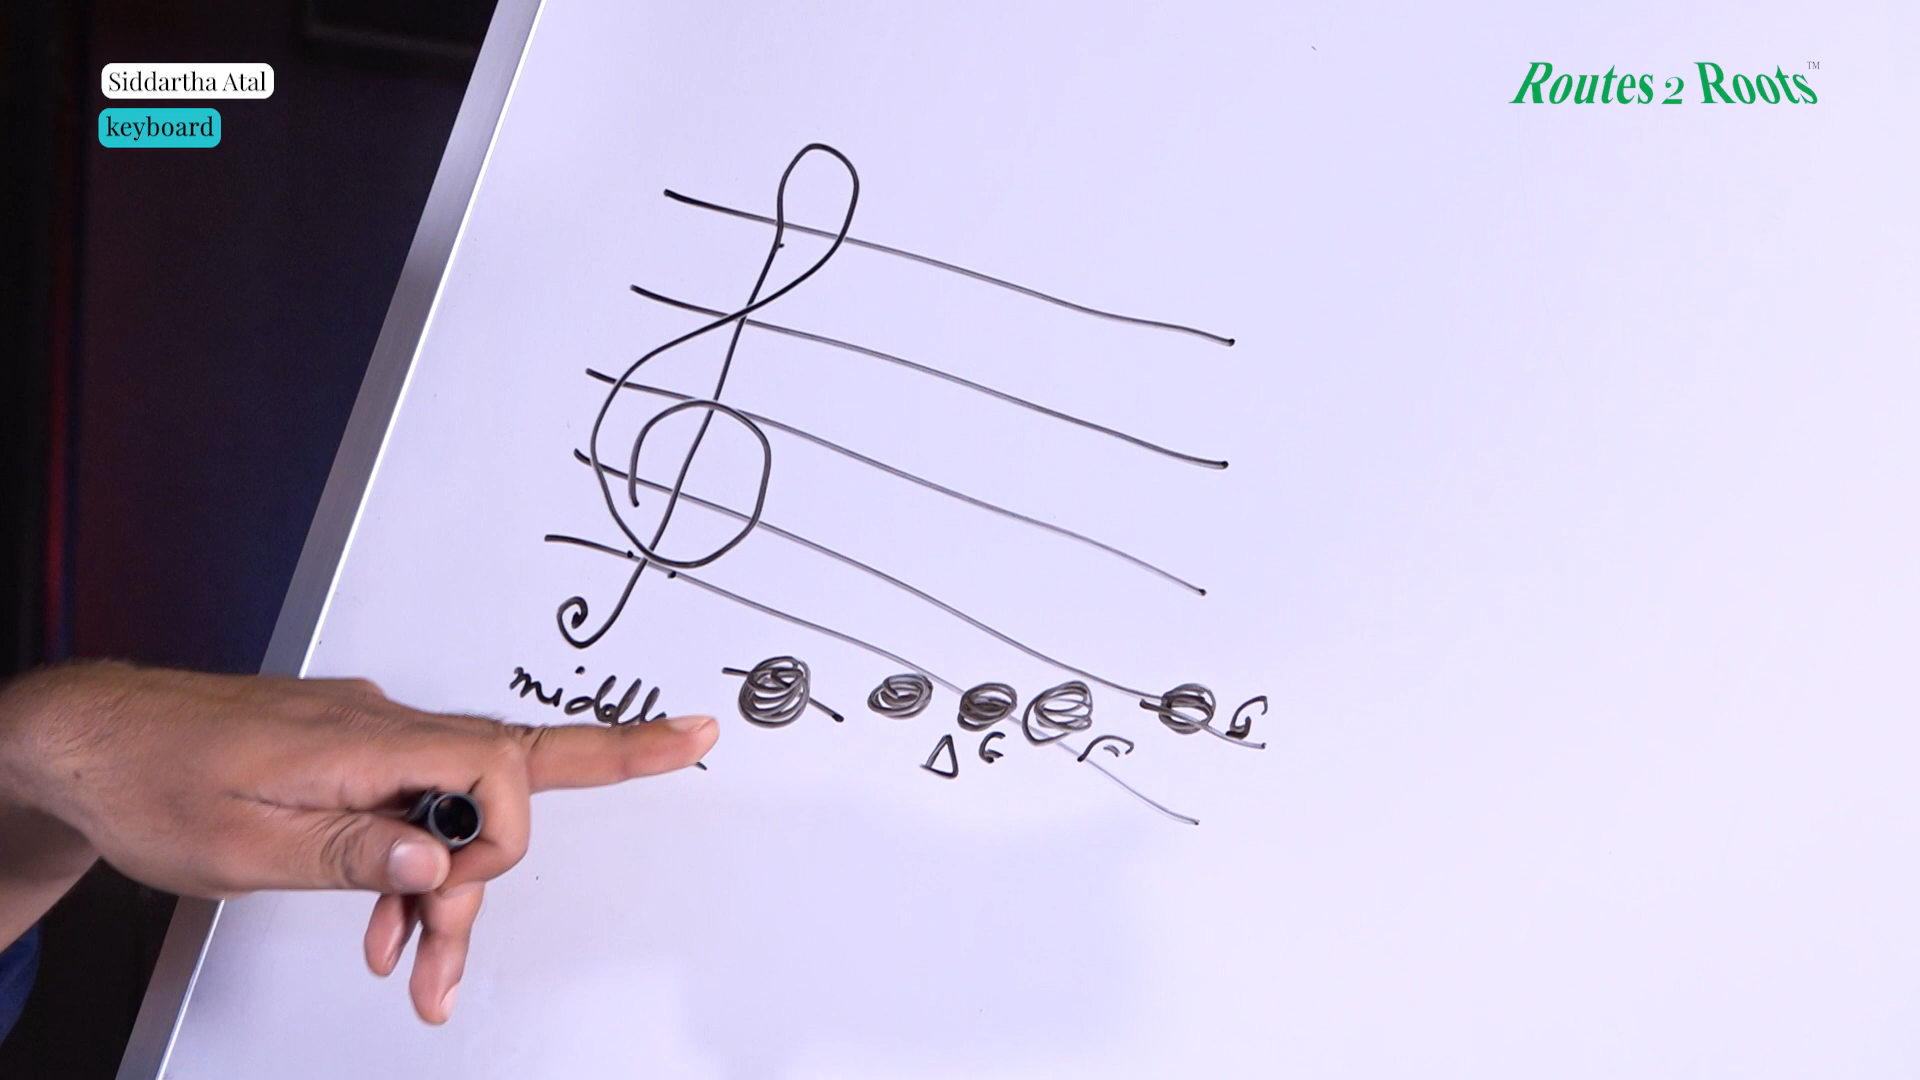 Siddartha Atal
keyboard
Routes 2 Roots™
middle
D E F G